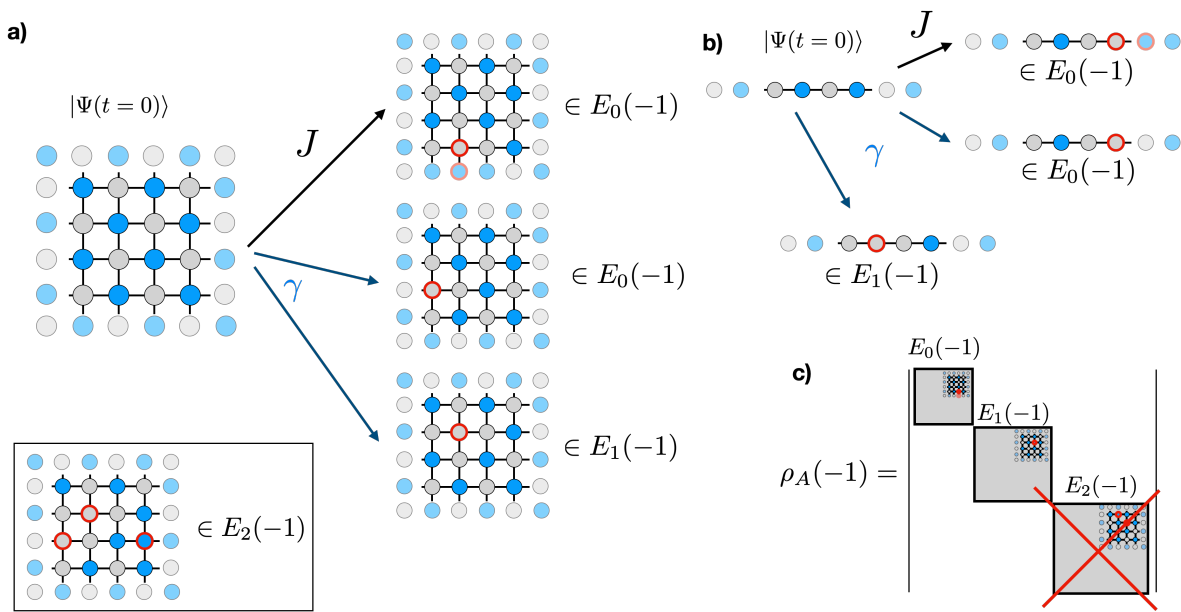 a)
|Ψ(t = 0)⟩
J
γ
∈ E₀(−1)
∈ E₀(−1)
∈ E₁(−1)
∈ E₂(−1)
b)
|Ψ(t = 0)⟩
J
γ
∈ E₀(−1)
∈ E₀(−1)
∈ E₁(−1)
c)
E₀(−1)
E₁(−1)
E₂(−1)
ρ_A(−1) =